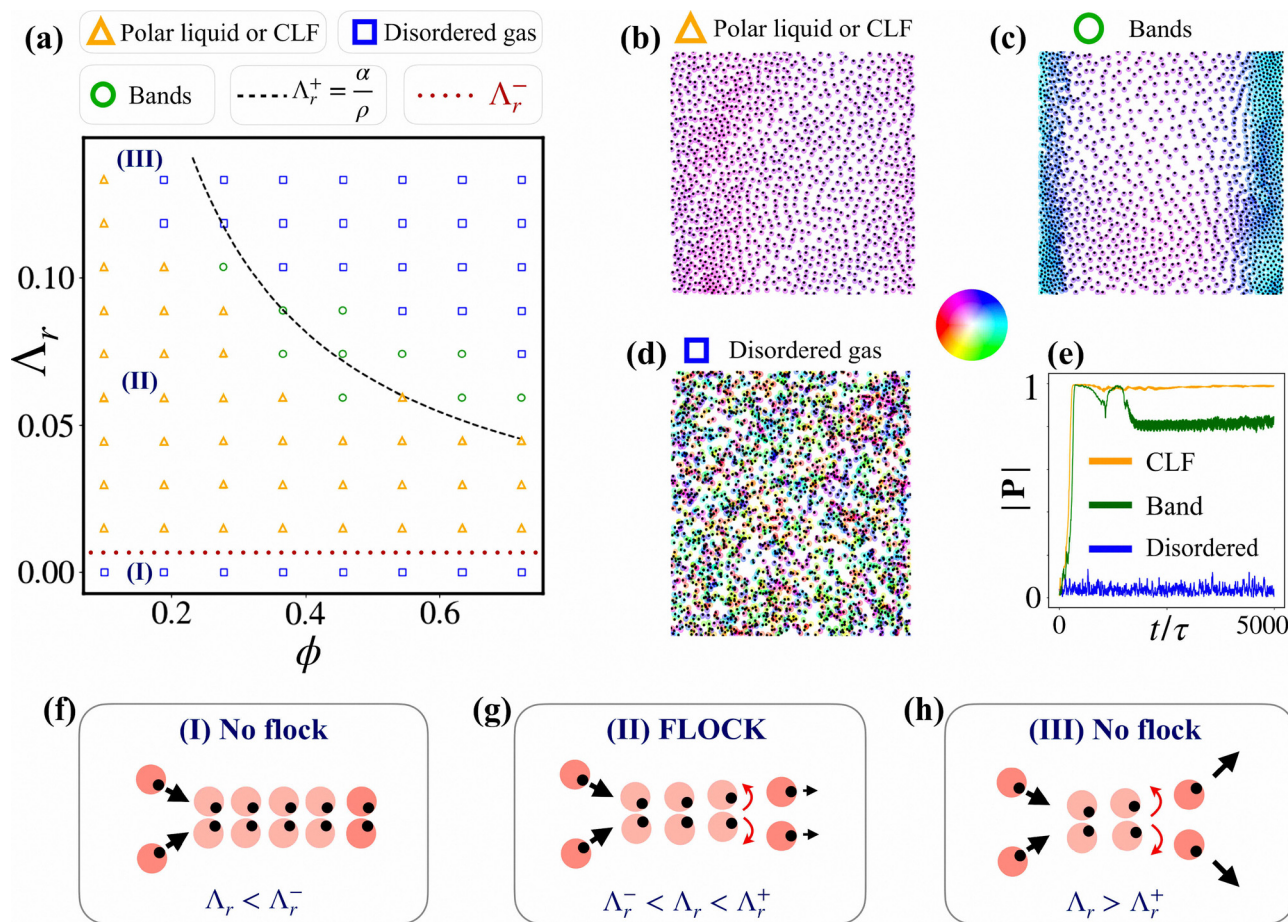 (a)
Polar liquid or CLF
Disordered gas
Bands
Λ_r^+ = α/ρ
Λ_r^-
(III)
(II)
(I)
Λ_r
0.10
0.05
0.00
0.2
0.4
0.6
ϕ
(b)
Polar liquid or CLF
(c)
Bands
(d)
Disordered gas
(e)
|P|
1
0
CLF
Band
Disordered
0
t/τ
5000
(f)
(I) No flock
Λ_r < Λ_r^-
(g)
(II) FLOCK
Λ_r^- < Λ_r < Λ_r^+
(h)
(III) No flock
Λ_r > Λ_r^+